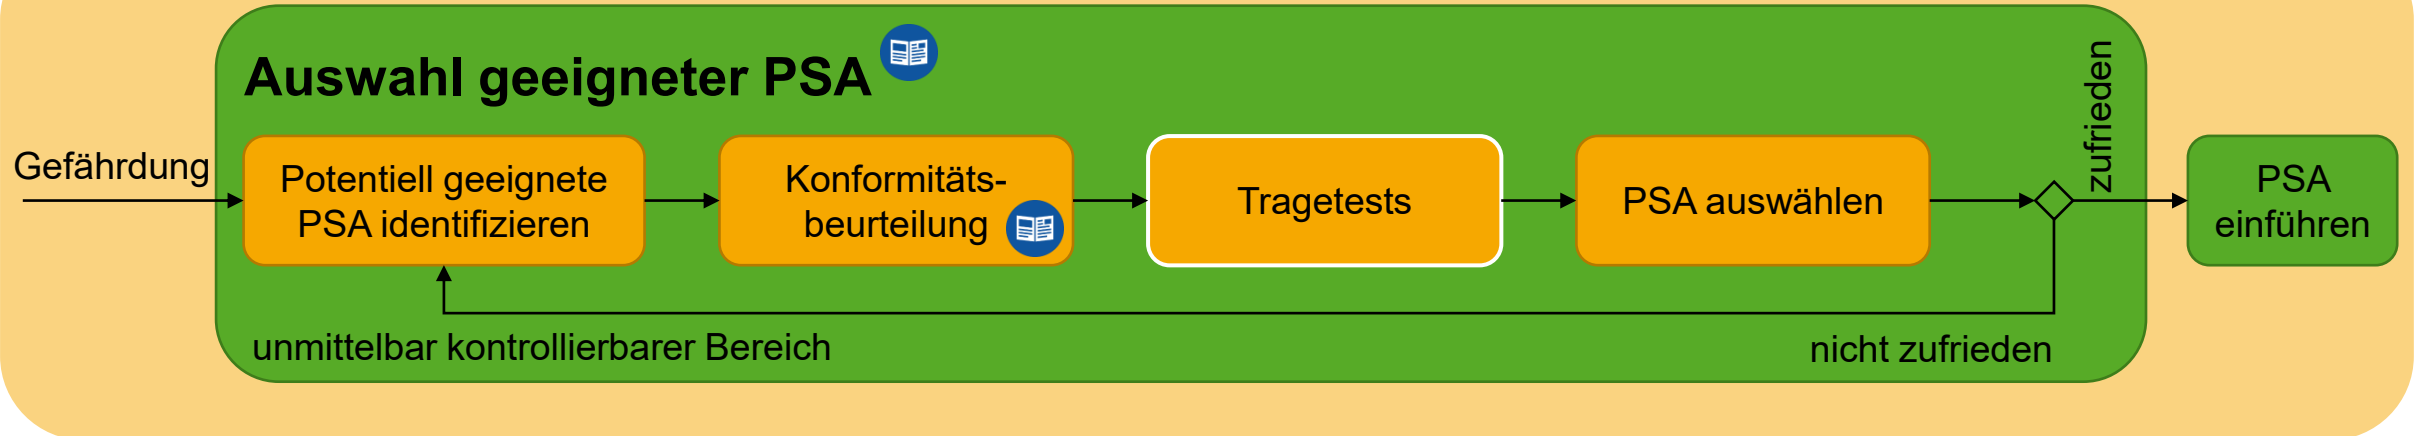 Auswahl geeigneter PSA
Gefährdung
Potentiell geeignete
PSA identifizieren
Konformitäts-
beurteilung
Tragetests
PSA auswählen
zufrieden
PSA
einführen
unmittelbar kontrollierbarer Bereich
nicht zufrieden